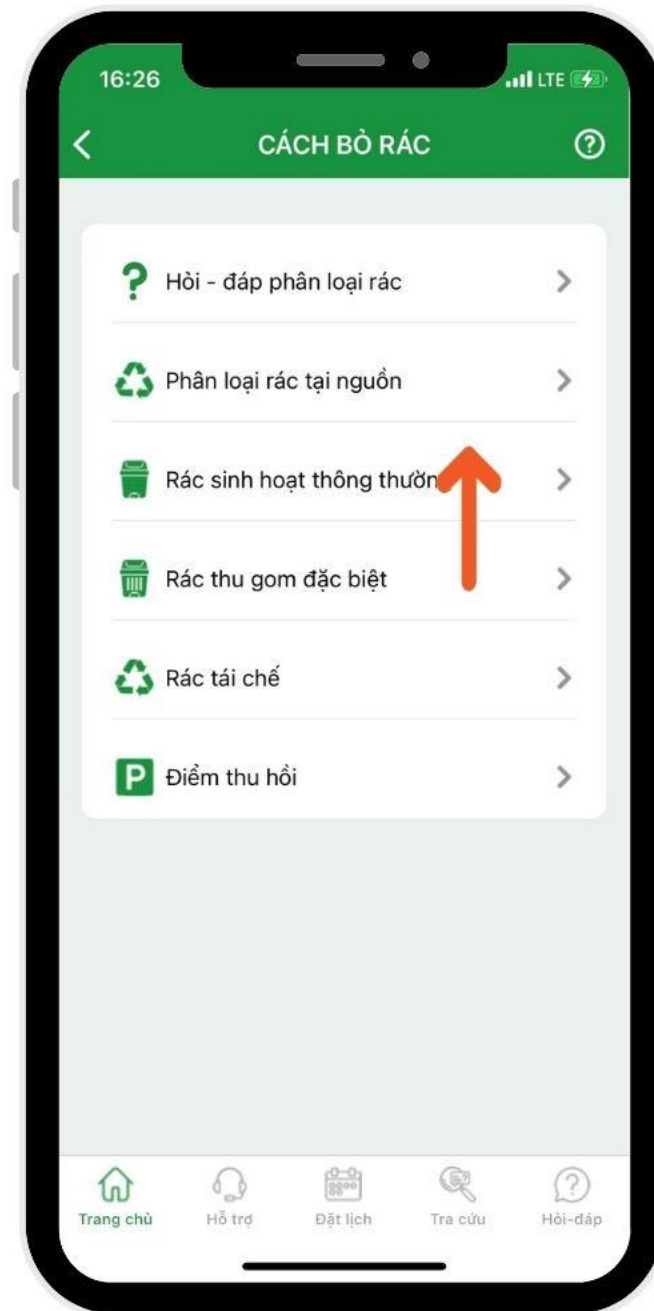 16:26
LTE
CÁCH BỎ RÁC
Hỏi - đáp phân loại rác
Phân loại rác tại nguồn
Rác sinh hoạt thông thườn
Rác thu gom đặc biệt
Rác tái chế
P Điểm thu hồi
Trang chủ Hỗ trợ Đặt lịch Tra cứu Hỏi-đáp